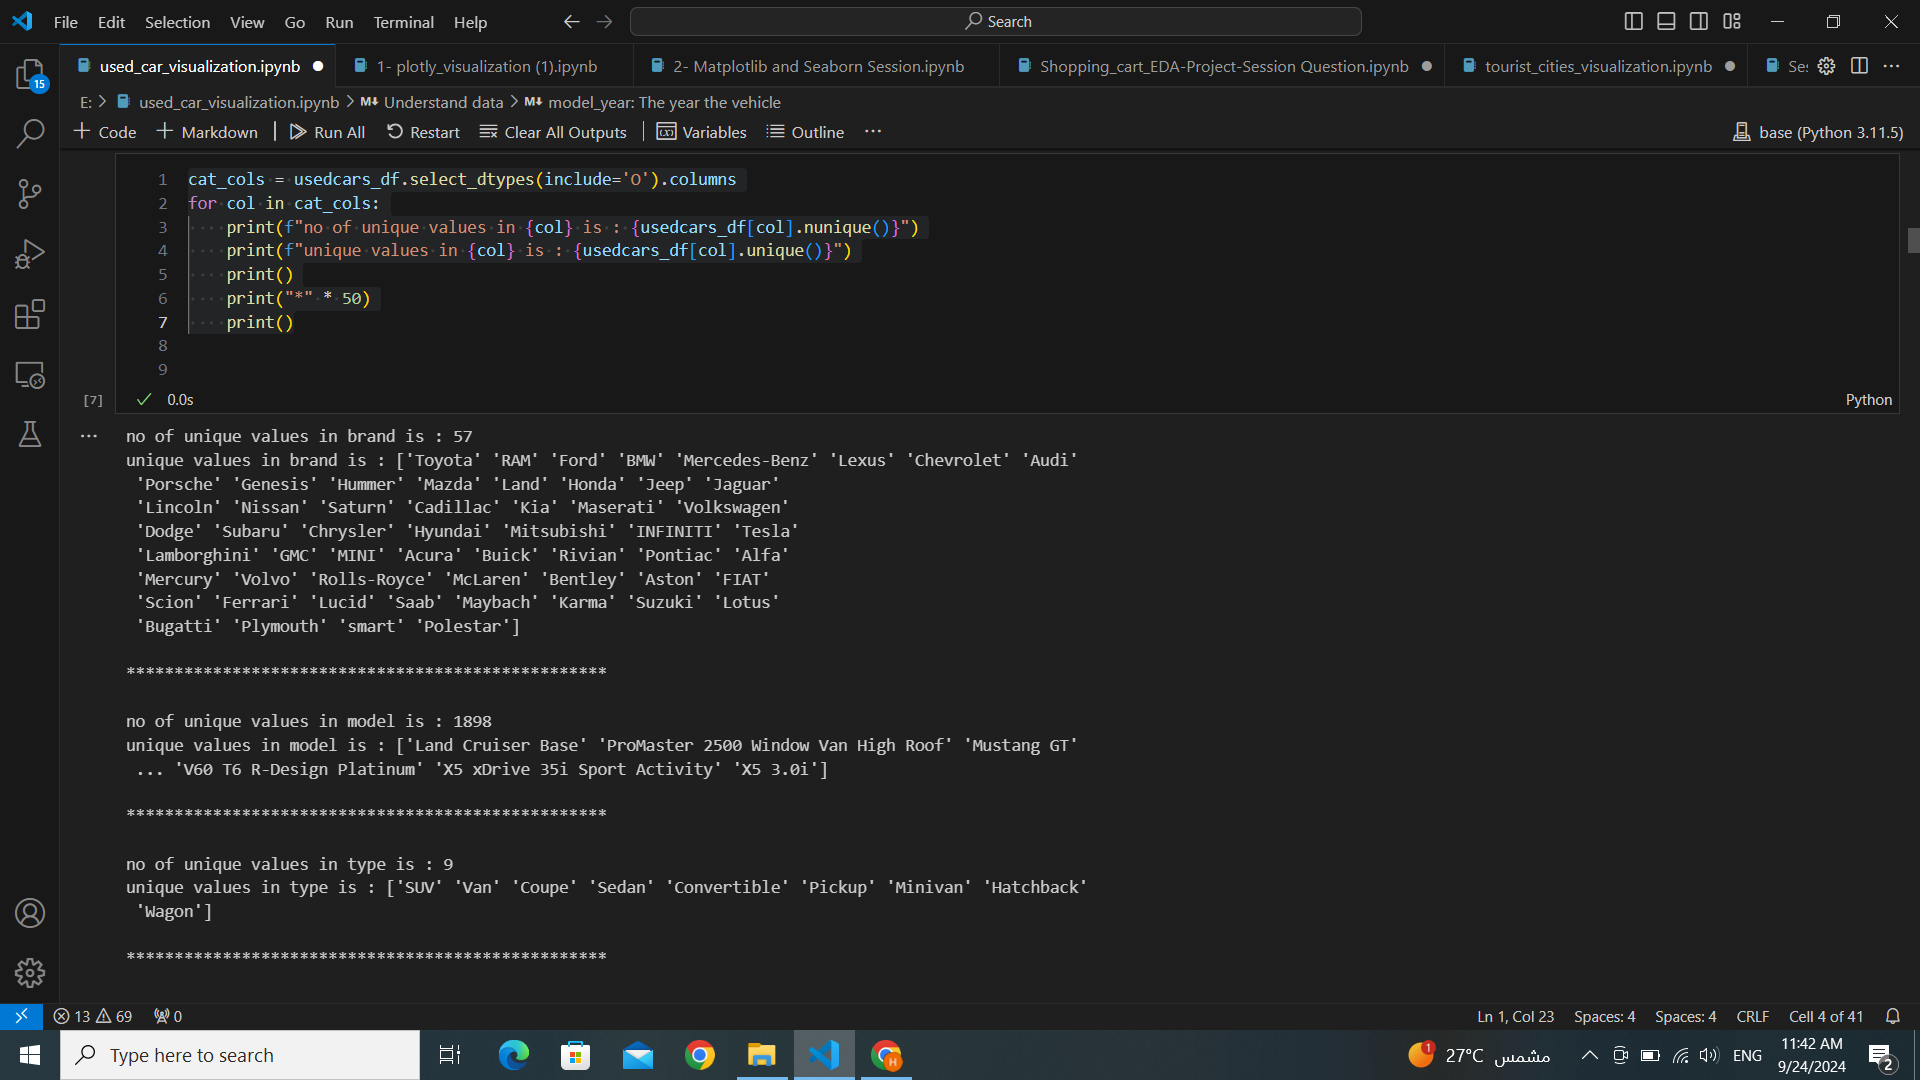 File Edit Selection View Go Run Terminal Help Search
used_car_visualization.ipynb 1- plotly_visualization (1).ipynb 2- Matplotlib and Seaborn Session.ipynb Shopping_cart_EDA-Project-Session Question.ipynb tourist_cities_visualization.ipynb
15
E: > used_car_visualization.ipynb > M↓ Understand data > M↓ model_year: The year the vehicle
+ Code + Markdown Run All Restart Clear All Outputs Variables Outline ... base (Python 3.11.5)
1 cat_cols = usedcars_df.select_dtypes(include='O').columns
2 for col in cat_cols:
3     print(f"no of unique values in {col} is : {usedcars_df[col].nunique()}")
4     print(f"unique values in {col} is : {usedcars_df[col].unique()}")
5     print()
6     print("*" * 50)
7     print()
8
9
[7] 0.0s Python
... no of unique values in brand is : 57
unique values in brand is : ['Toyota' 'RAM' 'Ford' 'BMW' 'Mercedes-Benz' 'Lexus' 'Chevrolet' 'Audi'
'Porsche' 'Genesis' 'Hummer' 'Mazda' 'Land' 'Honda' 'Jeep' 'Jaguar'
'Lincoln' 'Nissan' 'Saturn' 'Cadillac' 'Kia' 'Maserati' 'Volkswagen'
'Dodge' 'Subaru' 'Chrysler' 'Hyundai' 'Mitsubishi' 'INFINITI' 'Tesla'
'Lamborghini' 'GMC' 'MINI' 'Acura' 'Buick' 'Rivian' 'Pontiac' 'Alfa'
'Mercury' 'Volvo' 'Rolls-Royce' 'McLaren' 'Bentley' 'Aston' 'FIAT'
'Scion' 'Ferrari' 'Lucid' 'Saab' 'Maybach' 'Karma' 'Suzuki' 'Lotus'
'Bugatti' 'Plymouth' 'smart' 'Polestar']
**************************************************
no of unique values in model is : 1898
unique values in model is : ['Land Cruiser Base' 'ProMaster 2500 Window Van High Roof' 'Mustang GT'
... 'V60 T6 R-Design Platinum' 'X5 xDrive 35i Sport Activity' 'X5 3.0i']
**************************************************
no of unique values in type is : 9
unique values in type is : ['SUV' 'Van' 'Coupe' 'Sedan' 'Convertible' 'Pickup' 'Minivan' 'Hatchback'
'Wagon']
**************************************************
13 69 0 Ln 1, Col 23 Spaces: 4 Spaces: 4 CRLF Cell 4 of 41
Type here to search H 1 27°C مشمس ENG 11:42 AM
9/24/2024 2